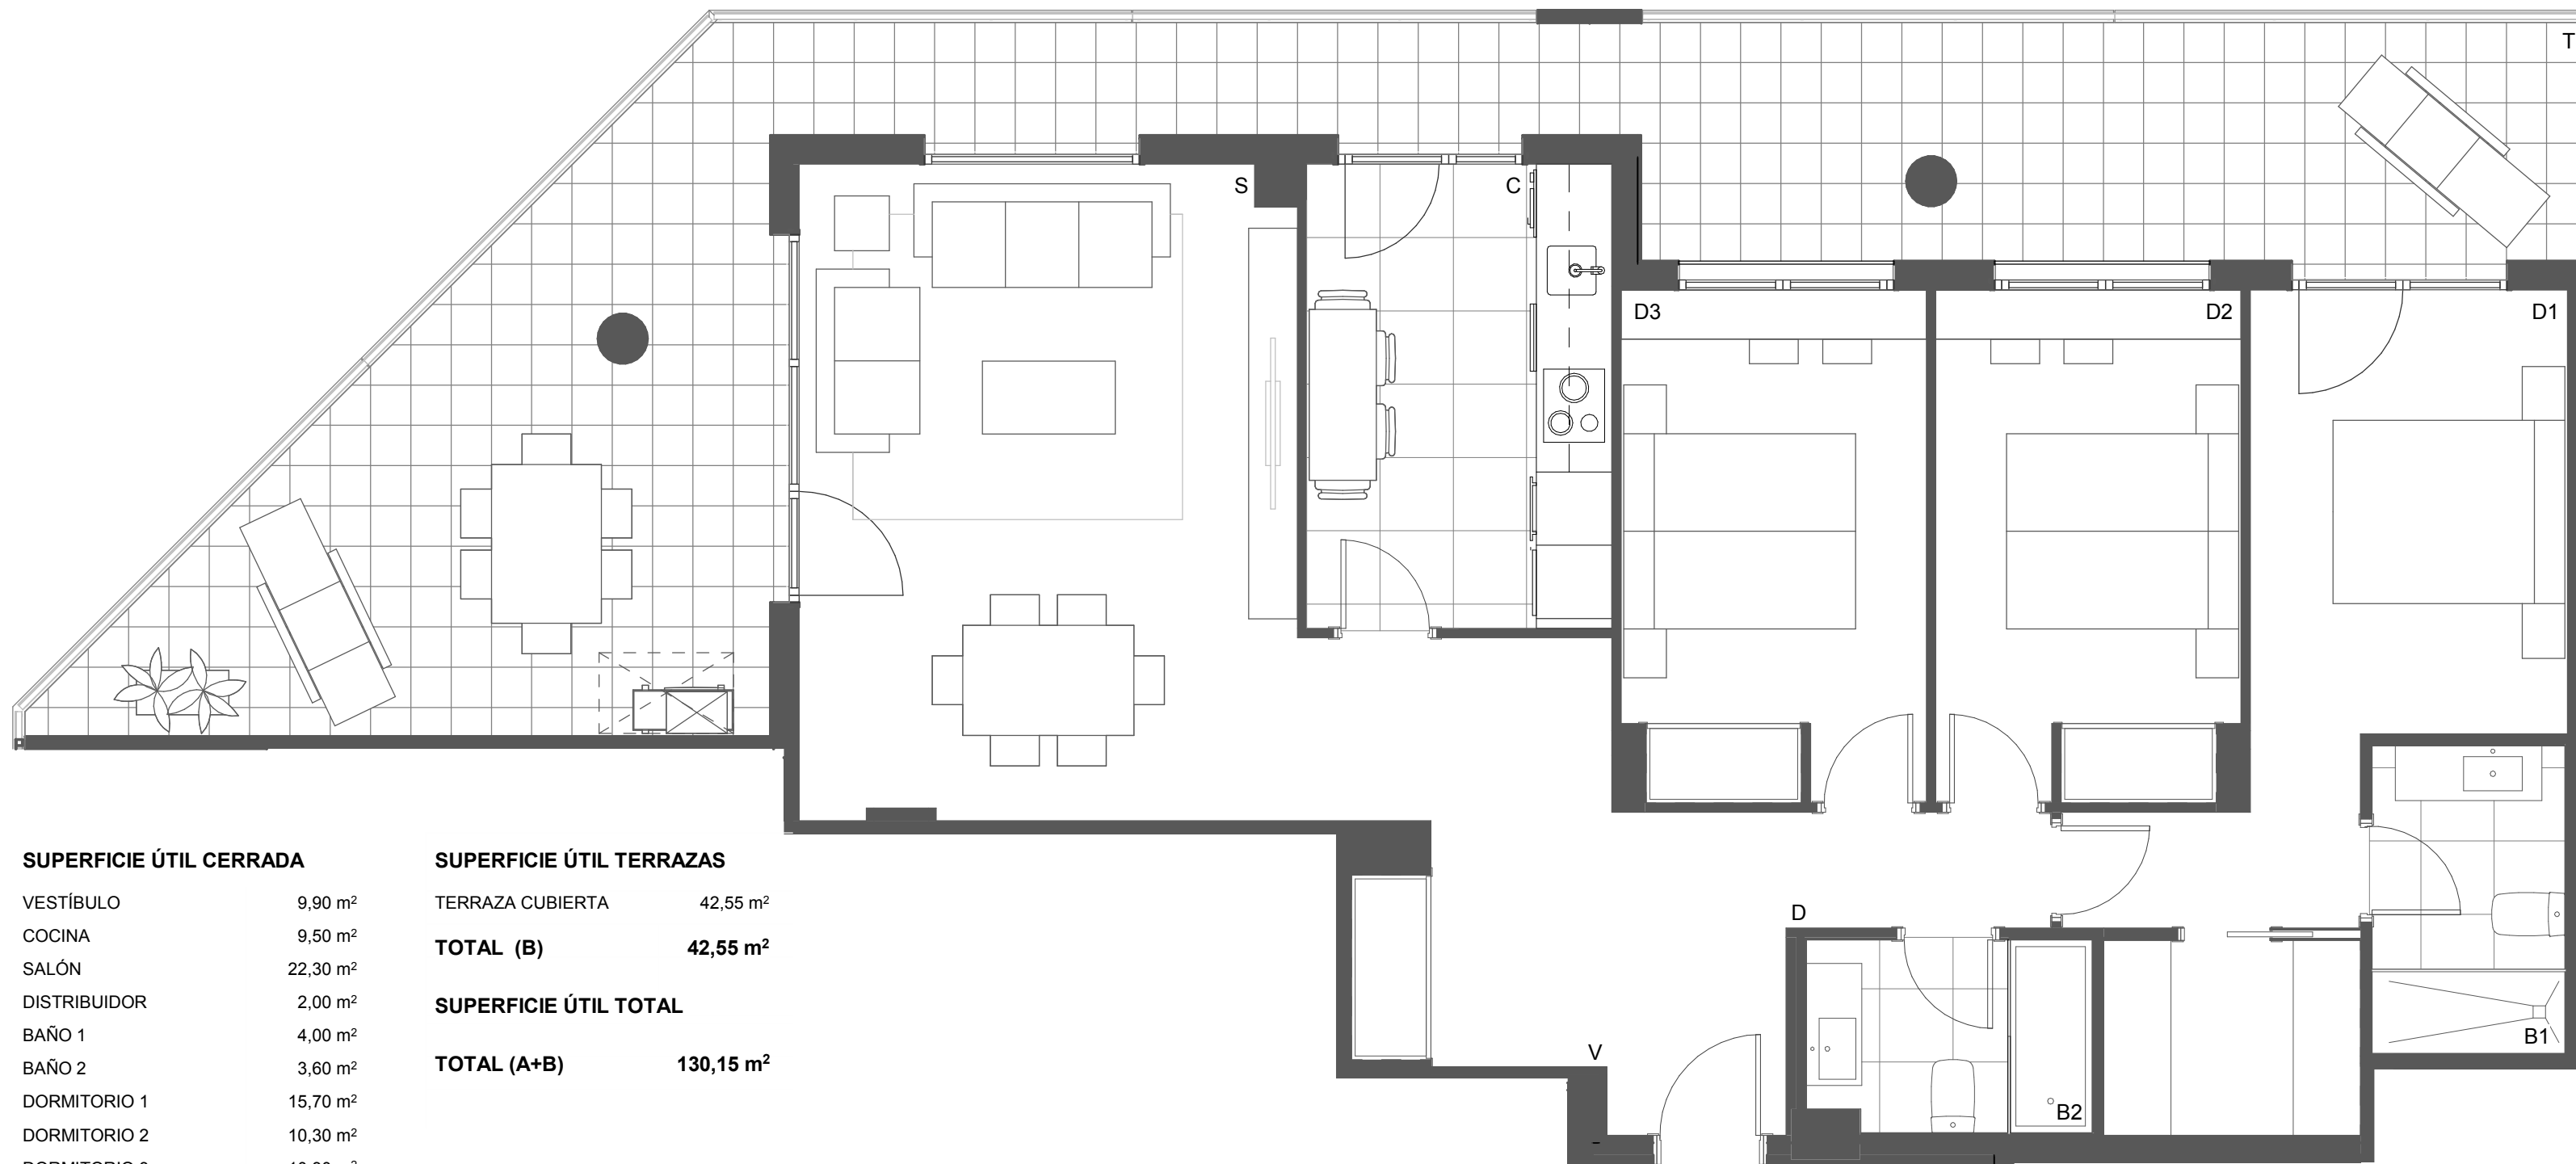 T
S
C
D3
D2
D1
D
V
B2
B1
SUPERFICIE ÚTIL CERRADA
VESTÍBULO 9,90 m²
COCINA 9,50 m²
SALÓN 22,30 m²
DISTRIBUIDOR 2,00 m²
BAÑO 1 4,00 m²
BAÑO 2 3,60 m²
DORMITORIO 1 15,70 m²
DORMITORIO 2 10,30 m²
SUPERFICIE ÚTIL TERRAZAS
TERRAZA CUBIERTA 42,55 m²
TOTAL (B) 42,55 m²
SUPERFICIE ÚTIL TOTAL
TOTAL (A+B) 130,15 m²